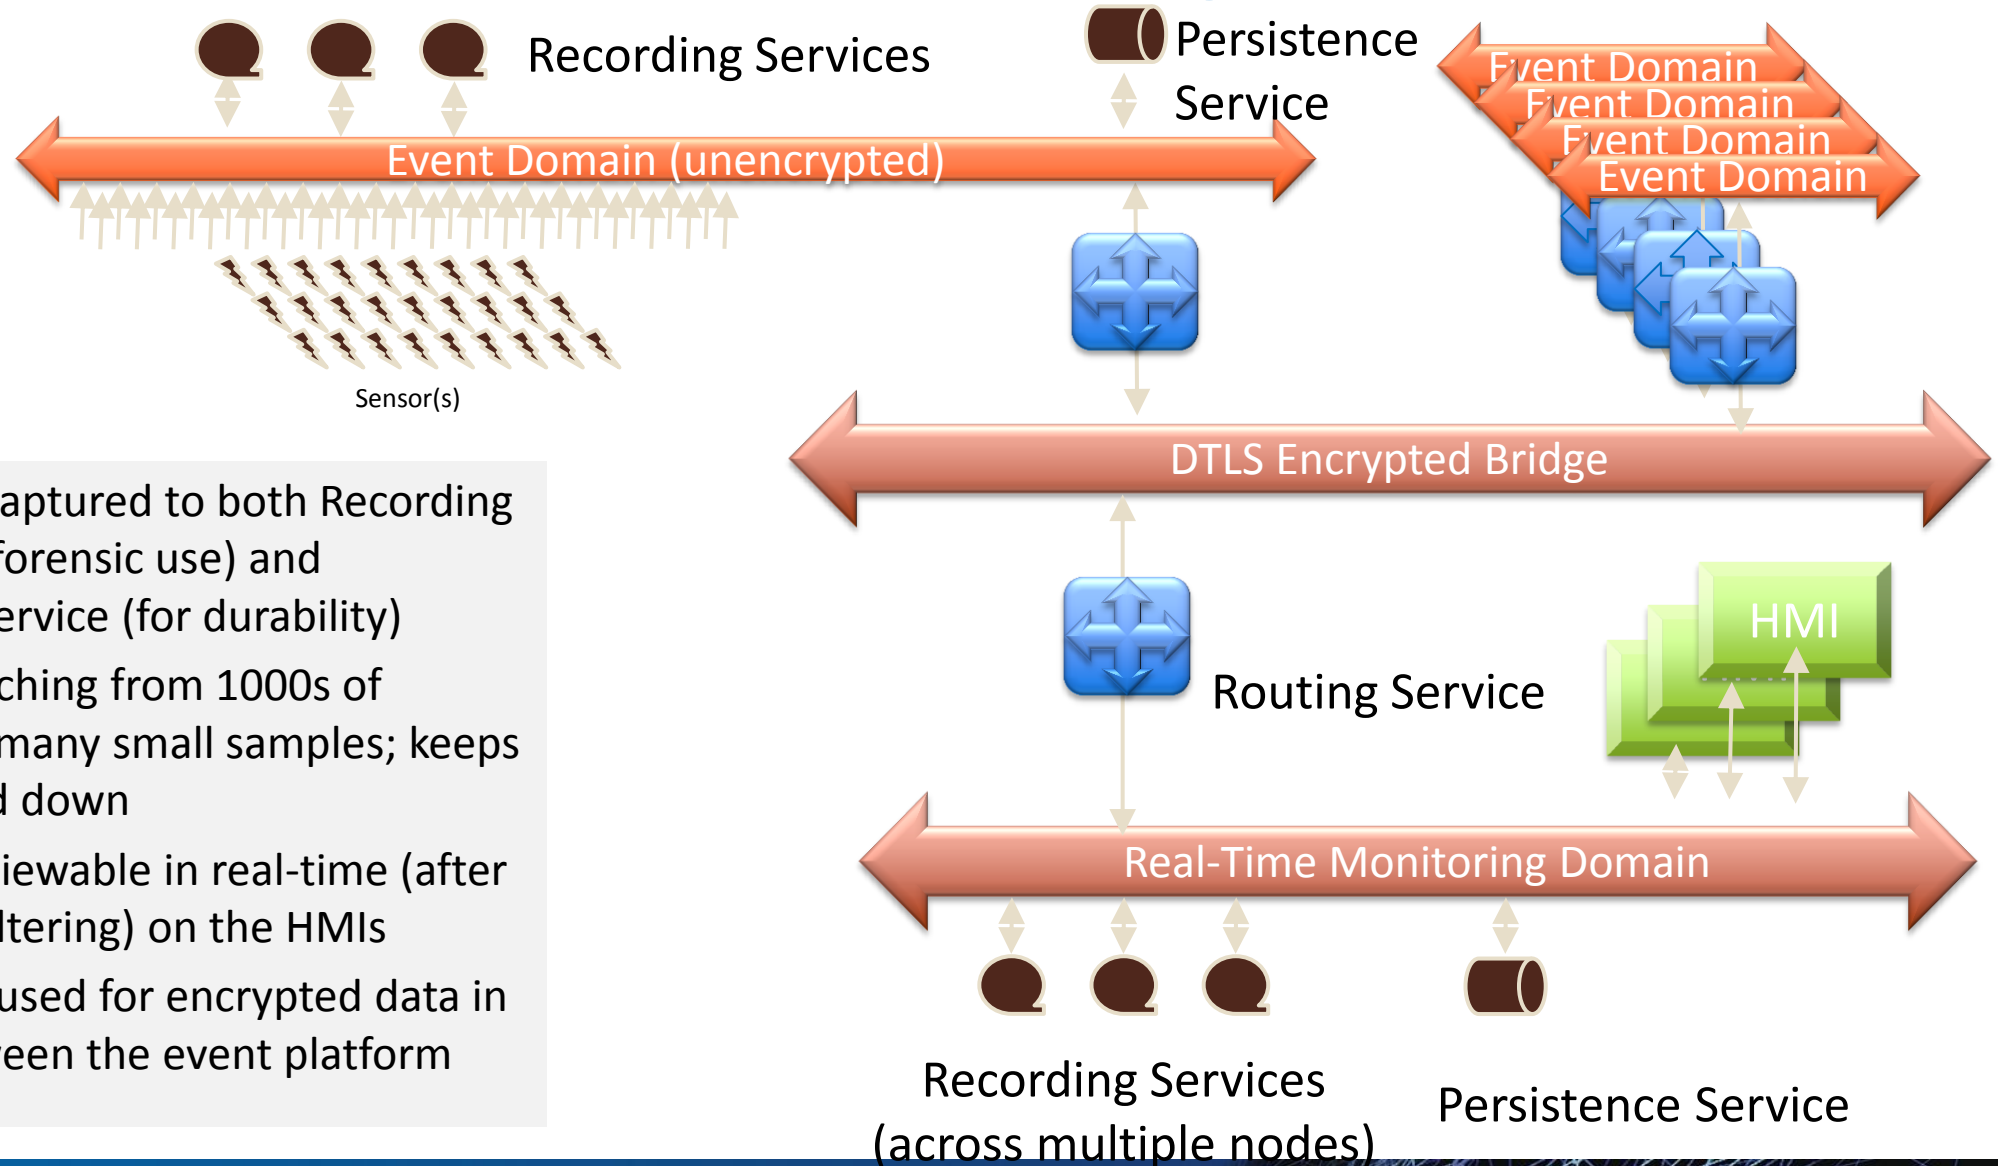 Recording Services
Persistence
Service
Event Domain
Event Domain
Event Domain
Event Domain
Event Domain (unencrypted)
Sensor(s)
DTLS Encrypted Bridge
aptured to both Recording
forensic use) and
ervice (for durability)
ching from 1000s of
many small samples; keeps
d down
iewable in real-time (after
ltering) on the HMIs
used for encrypted data in
ween the event platform
HMI
Routing Service
Real-Time Monitoring Domain
Recording Services
(across multiple nodes)
Persistence Service